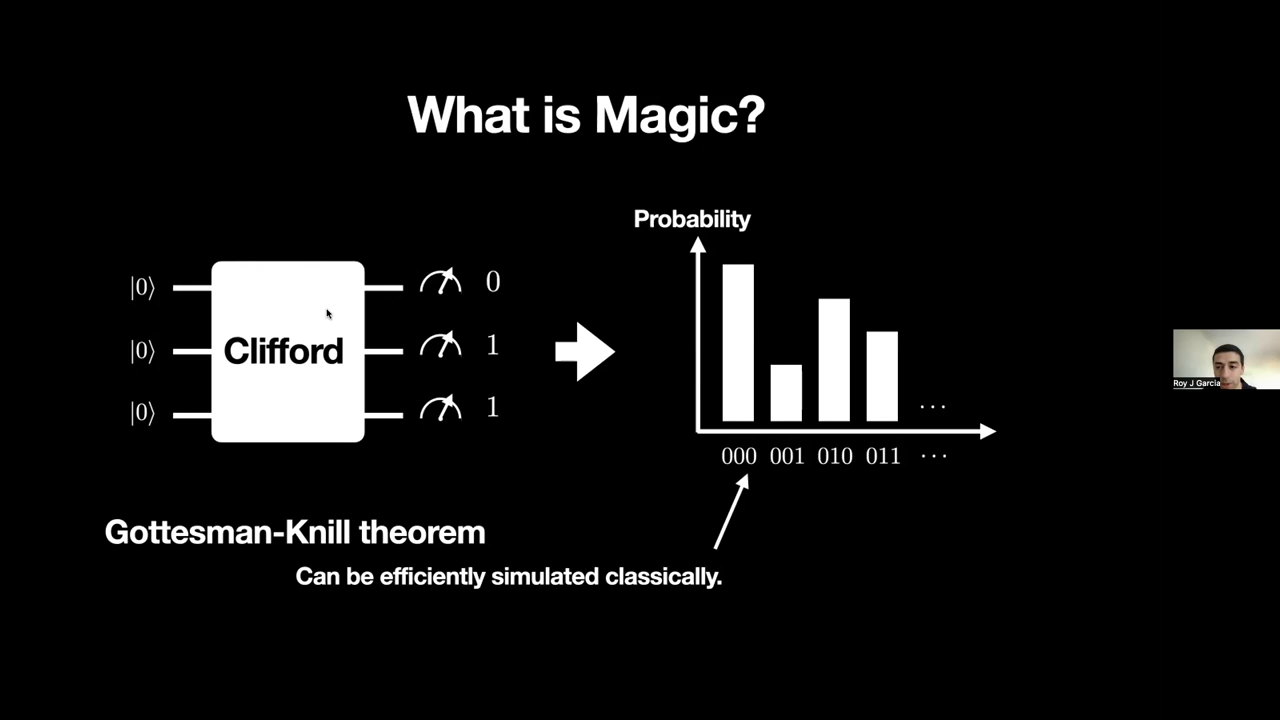 What is Magic?
Probability
|0⟩ 0
|0⟩ Clifford 1
|0⟩ 1
000 001 010 011 ···
···
Gottesman-Knill theorem
Can be efficiently simulated classically.
Roy J Garcia